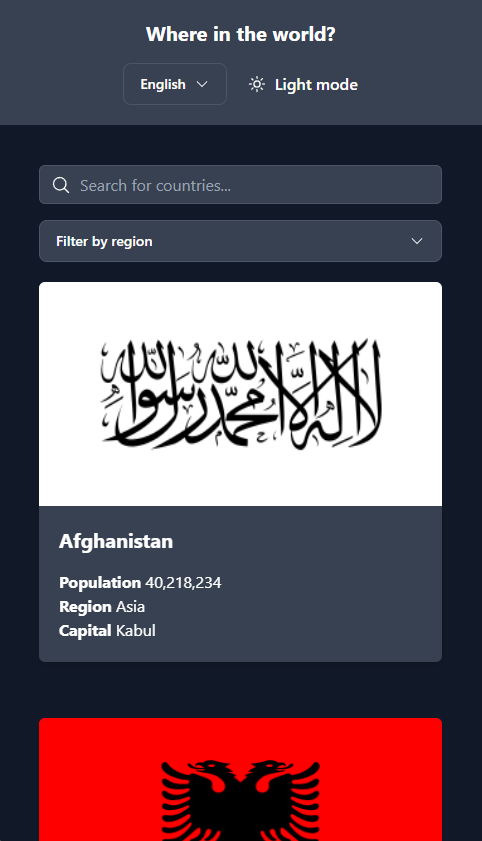 Where in the world?
English
Light mode
Search for countries...
Filter by region
لا إله إلا الله محمد رسول الله
Afghanistan
Population 40,218,234
Region Asia
Capital Kabul